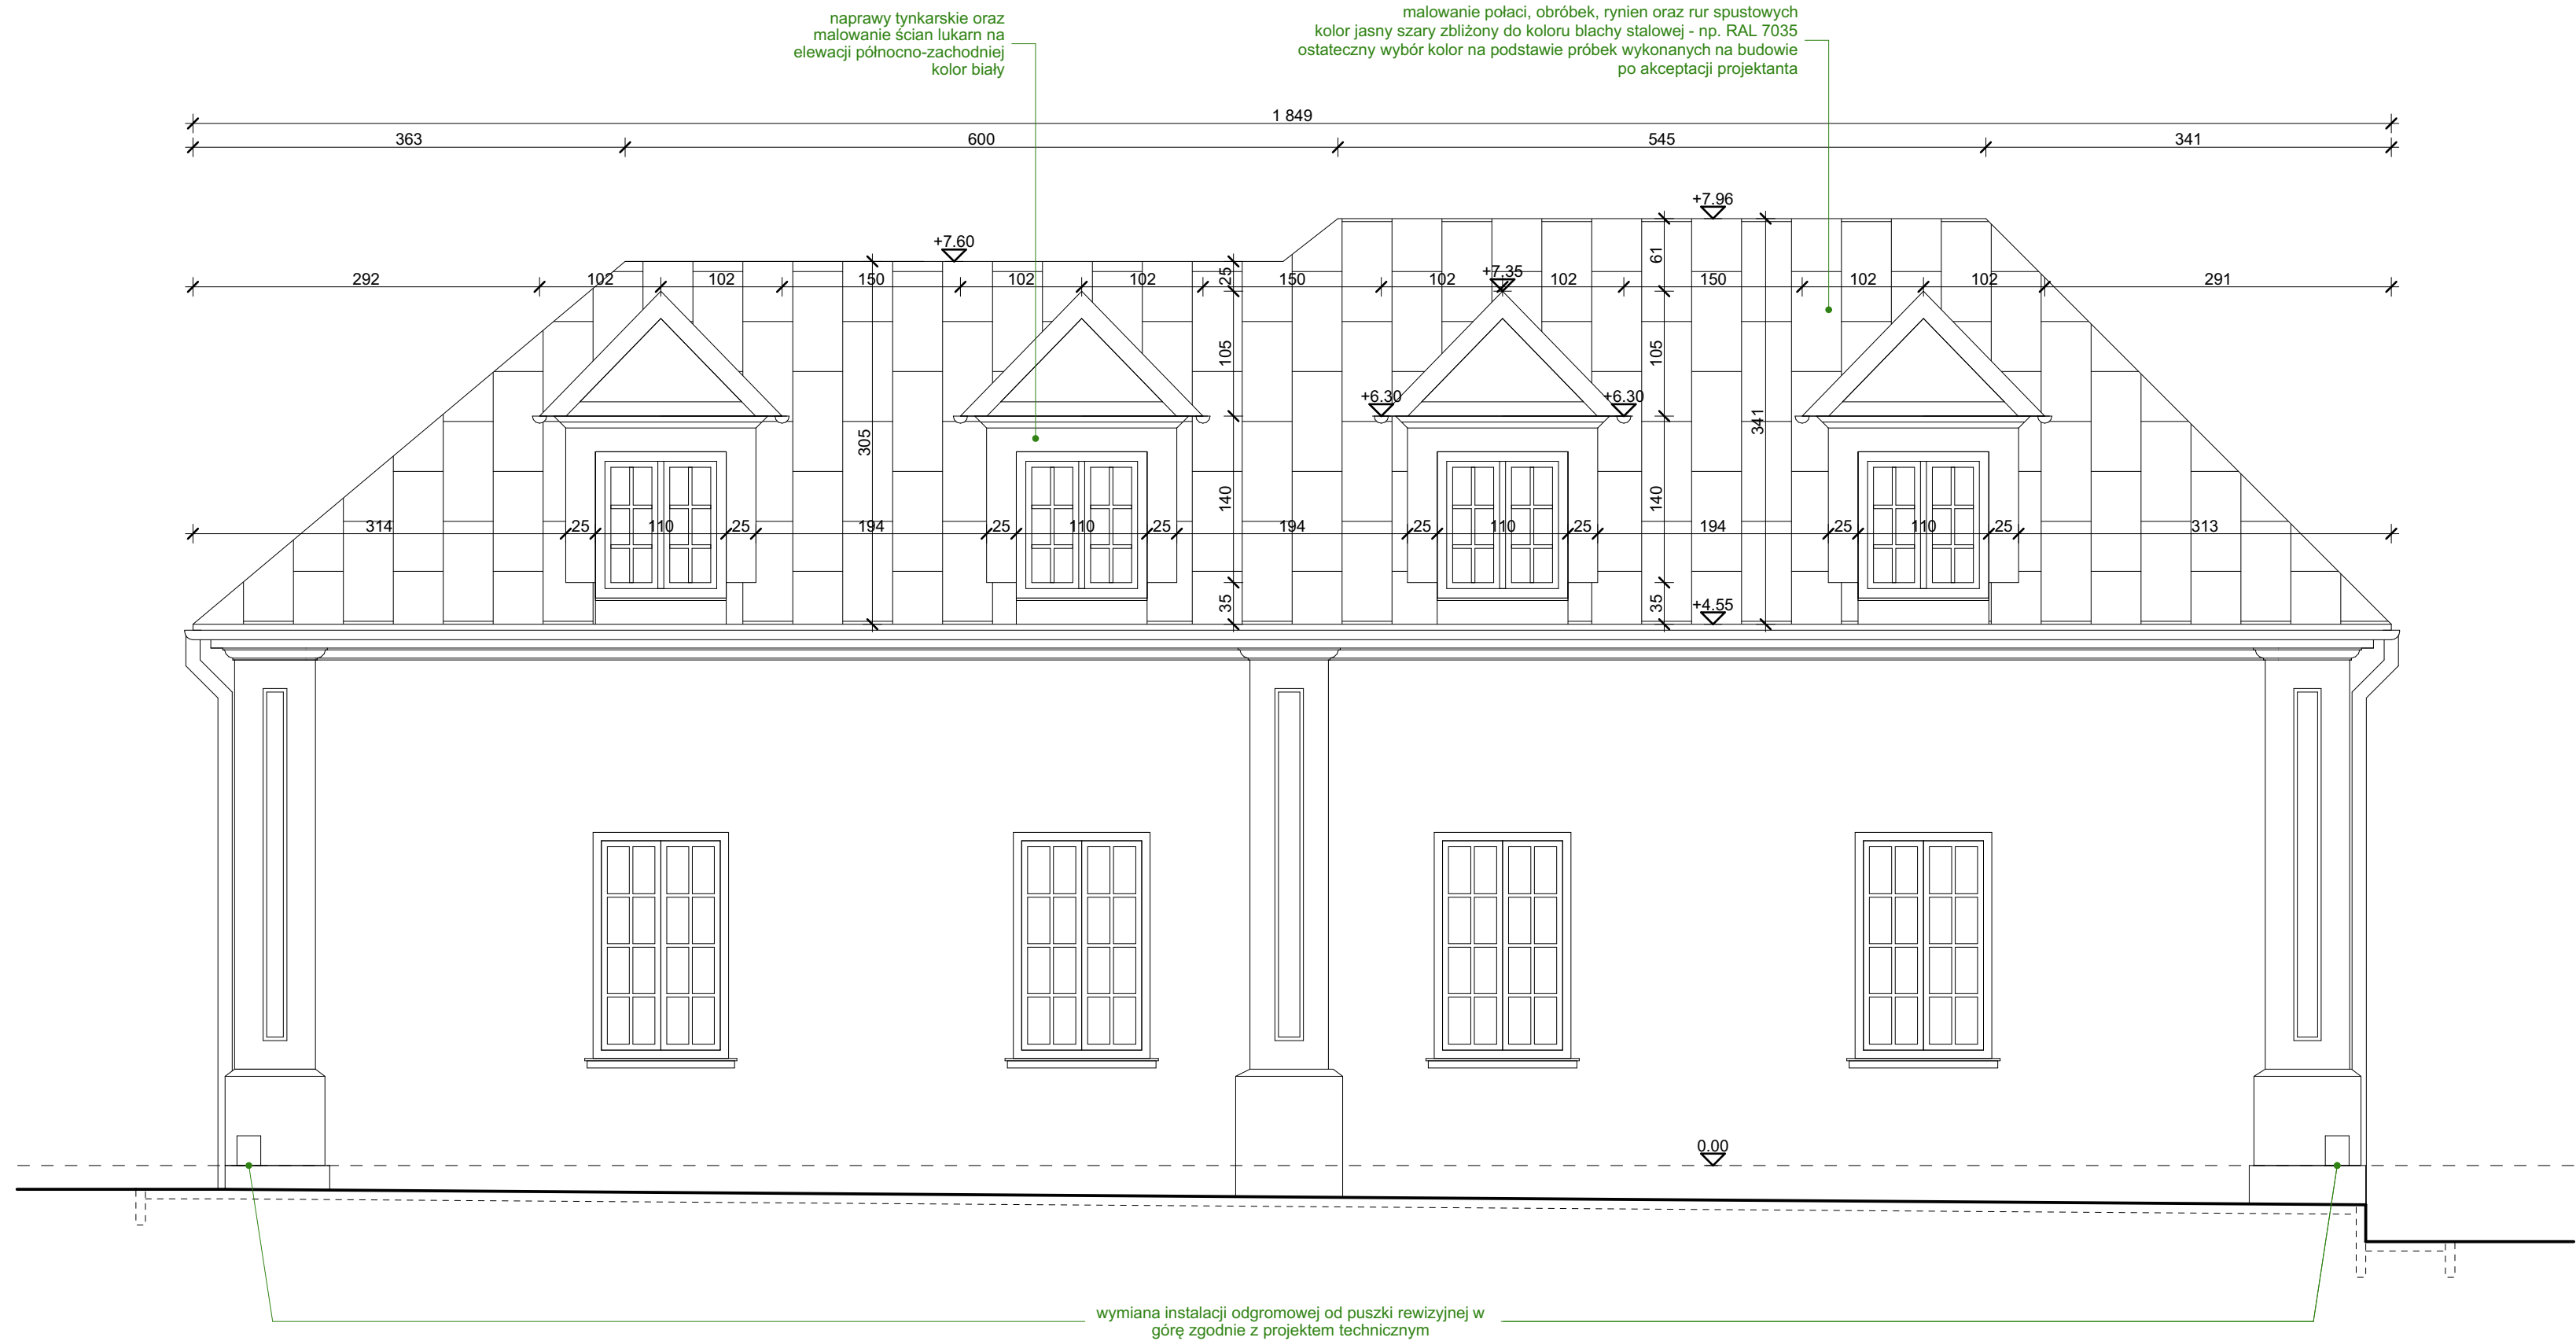 naprawy tynkarskie oraz
malowanie ścian lukarn na
elewacji północno-zachodniej
kolor biały
malowanie połaci, obróbek, rynien oraz rur spustowych
kolor jasny szary zbliżony do koloru blachy stalowej - np. RAL 7035
ostateczny wybór kolor na podstawie próbek wykonanych na budowie
po akceptacji projektanta
1 849
363 600 545 341
+7.96
+7.60
+7.35
292 102 102 150 102 102 150 102 102 150 102 102 291
25
61
105
105
+6.30 +6.30
305
341
140
140
314 25 110 25 194 25 110 25 194 25 110 25 194 25 110 25 313
35
35
+4.55
0.00
wymiana instalacji odgromowej od puszki rewizyjnej w
górę zgodnie z projektem technicznym